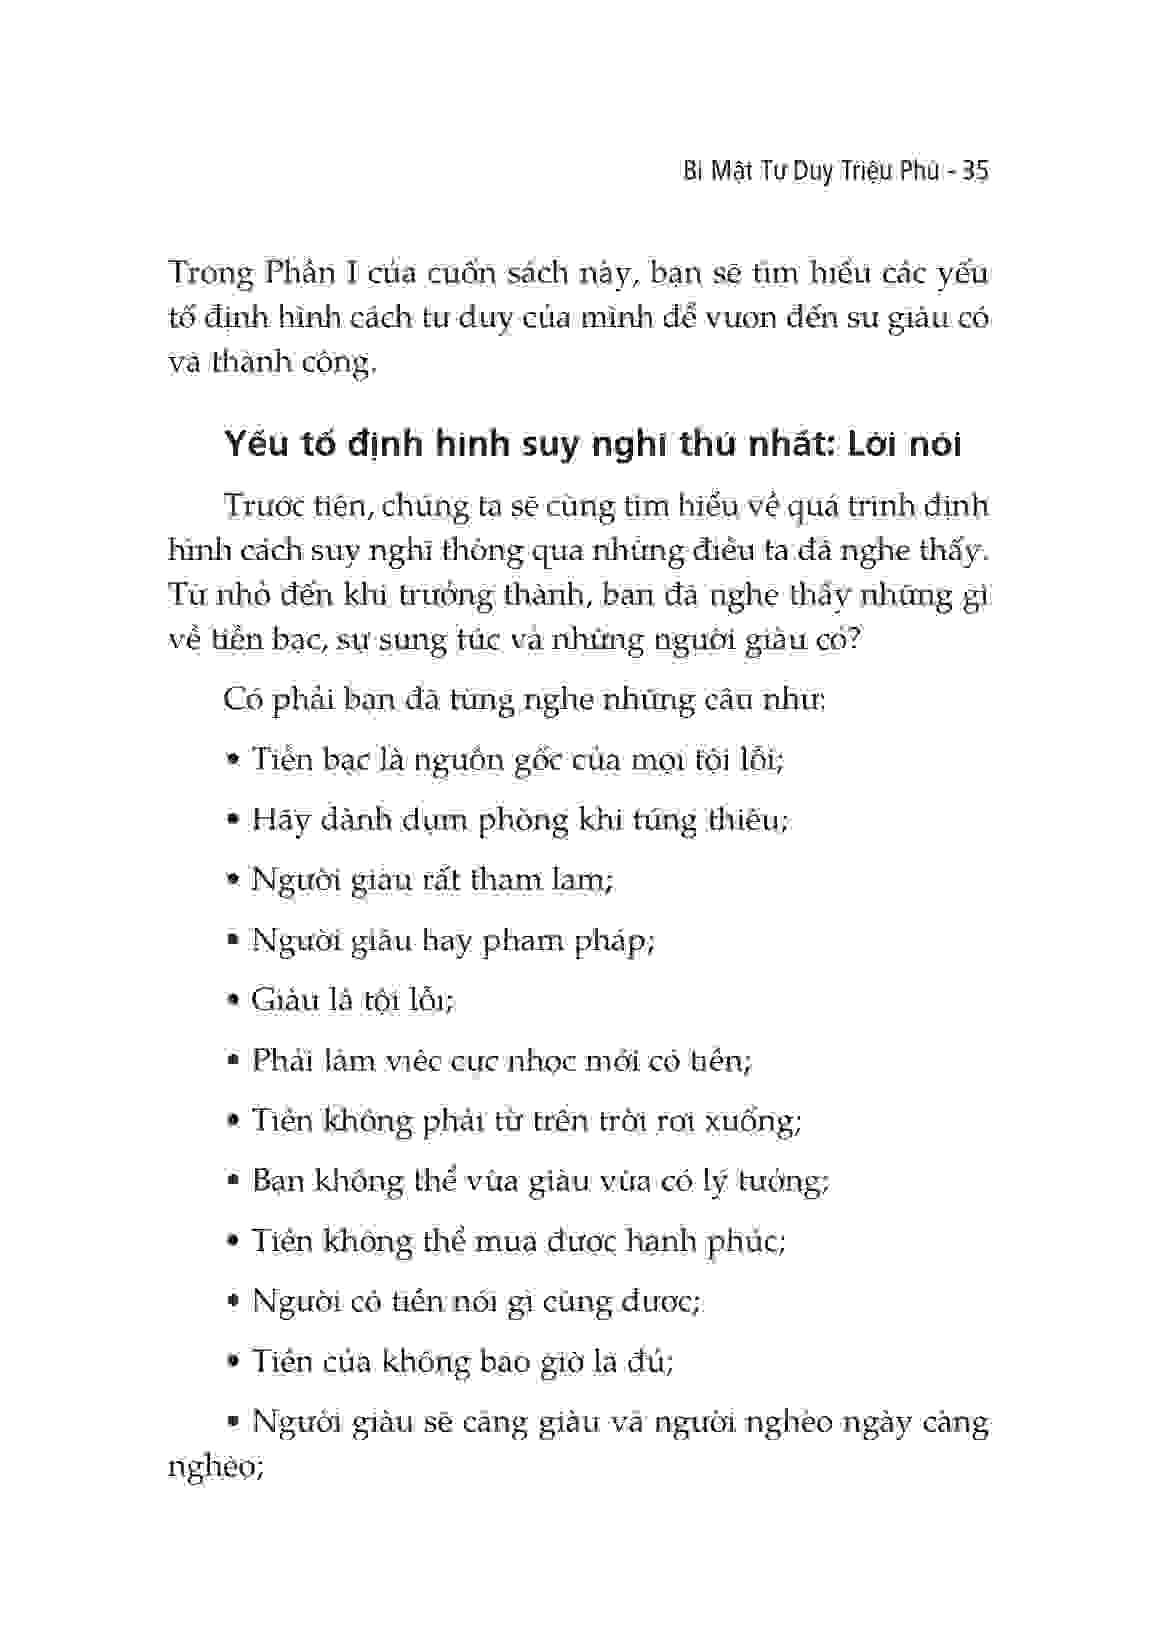 Bí Mật Tư Duy Triệu Phú - 35
Trong Phần I của cuốn sách này, bạn sẽ tìm hiểu các yếu
tố định hình cách tư duy của mình để vươn đến sự giàu có
và thành công.
Yếu tố định hình suy nghĩ thứ nhất: Lời nói
Trước tiên, chúng ta sẽ cùng tìm hiểu về quá trình định
hình cách suy nghĩ thông qua những điều ta đã nghe thấy.
Từ nhỏ đến khi trưởng thành, bạn đã nghe thấy những gì
về tiền bạc, sự sung túc và những người giàu có?
Có phải bạn đã từng nghe những câu như:
• Tiền bạc là nguồn gốc của mọi tội lỗi;
• Hãy dành dụm phòng khi túng thiếu;
• Người giàu rất tham lam;
• Người giàu hay phạm pháp;
• Giàu là tội lỗi;
• Phải làm việc cực nhọc mới có tiền;
• Tiền không phải từ trên trời rơi xuống;
• Bạn không thể vừa giàu vừa có lý tưởng;
• Tiền không thể mua được hạnh phúc;
• Người có tiền nói gì cũng được;
• Tiền của không bao giờ là đủ;
• Người giàu sẽ càng giàu và người nghèo ngày càng
nghèo;